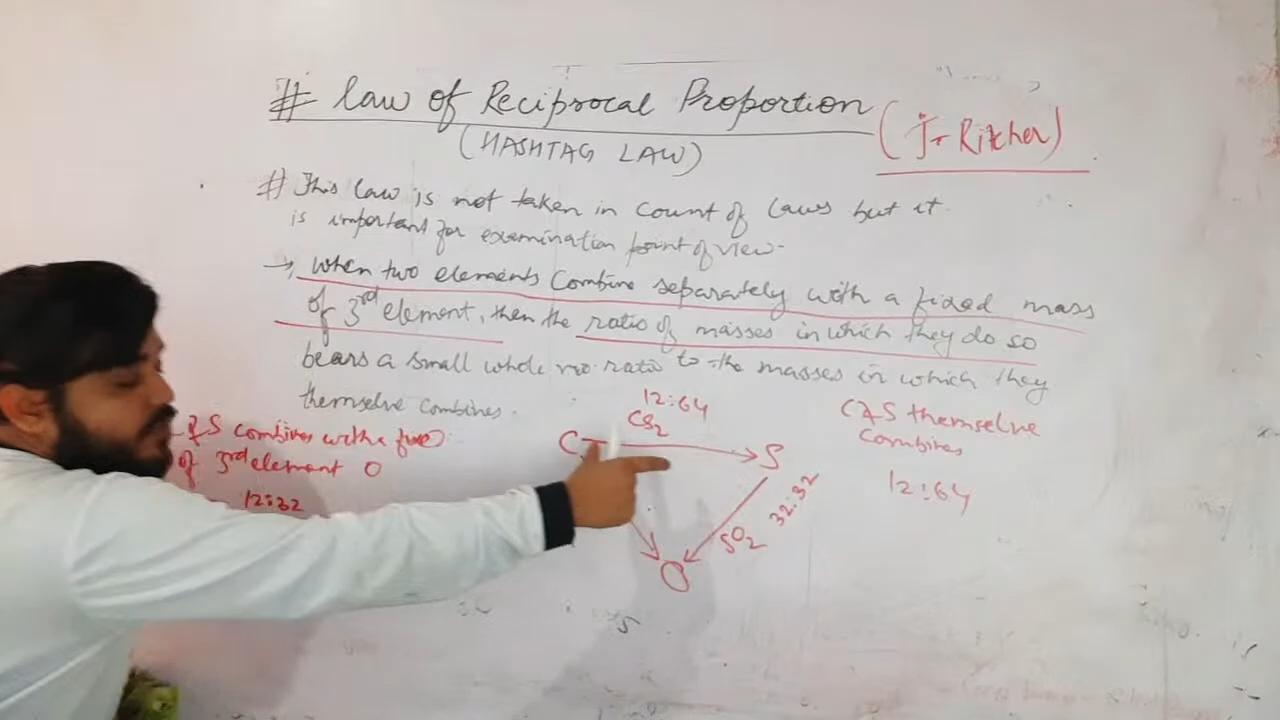 # Law of Reciprocal Proportion
(J. Ritcher)
(HASHTAG LAW)
# This law is not taken in count of laws but it
is important for examination point of view.
→, when two elements Combine separately with a fixed mass
of 3rd element, then the ratio of masses in which they do so
bears a small whole no. ratio to the masses in which they
themselve combines.
& S combines with a
of 3rd element O
12:32
12:64
CS2
C
S
SO2
32:32
O
C & S themselve
combines
12:64